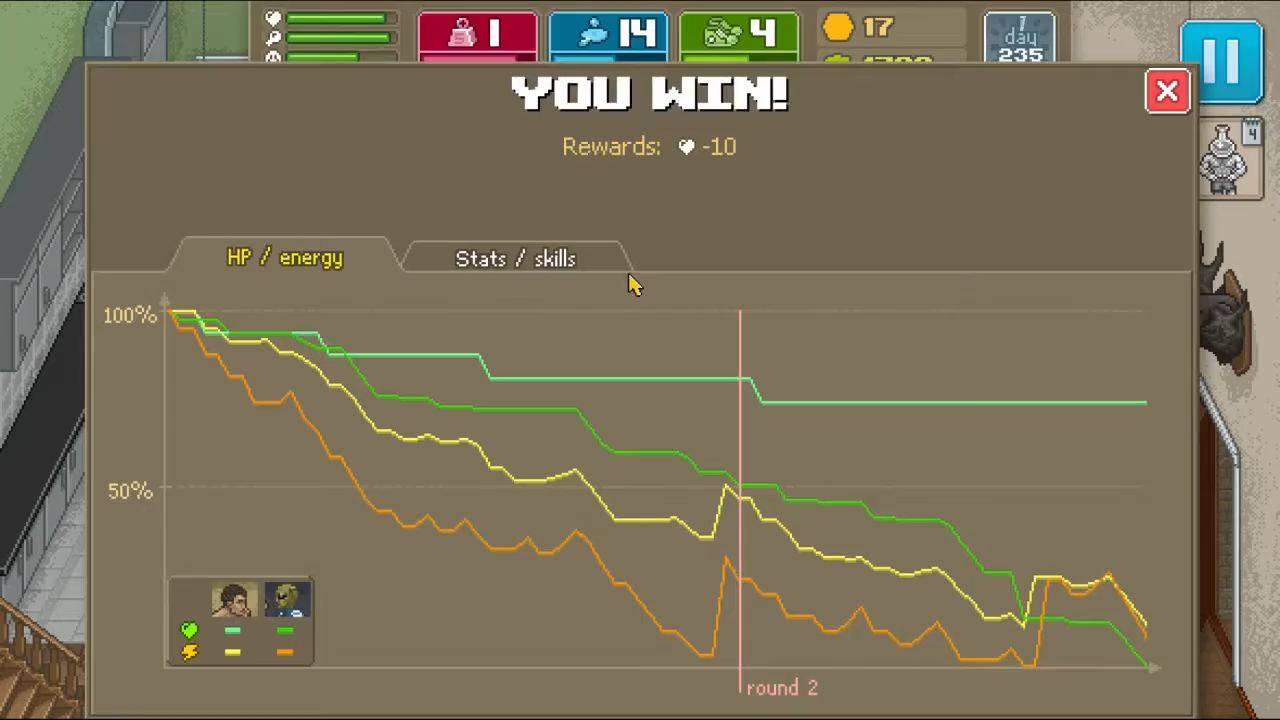 1
14
4
17
day
235
YOU WIN!
Rewards: -10
4
HP / energy
Stats / skills
100%
50%
round 2